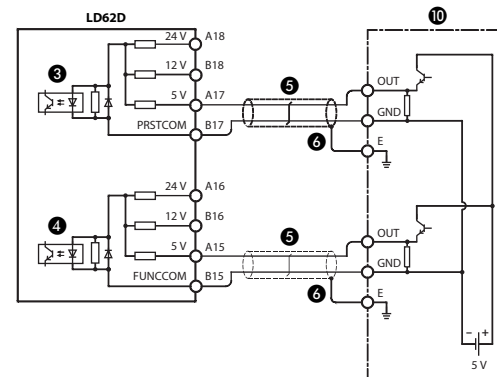 LD62D
❿
24 V A18
12 V B18
❸
5 V A17
❺
OUT
PRSTCOM B17
GND
❻
E
24 V A16
12 V B16
OUT
❹
5 V A15
❺
GND
FUNCCOM B15
❻
E
− +
5 V